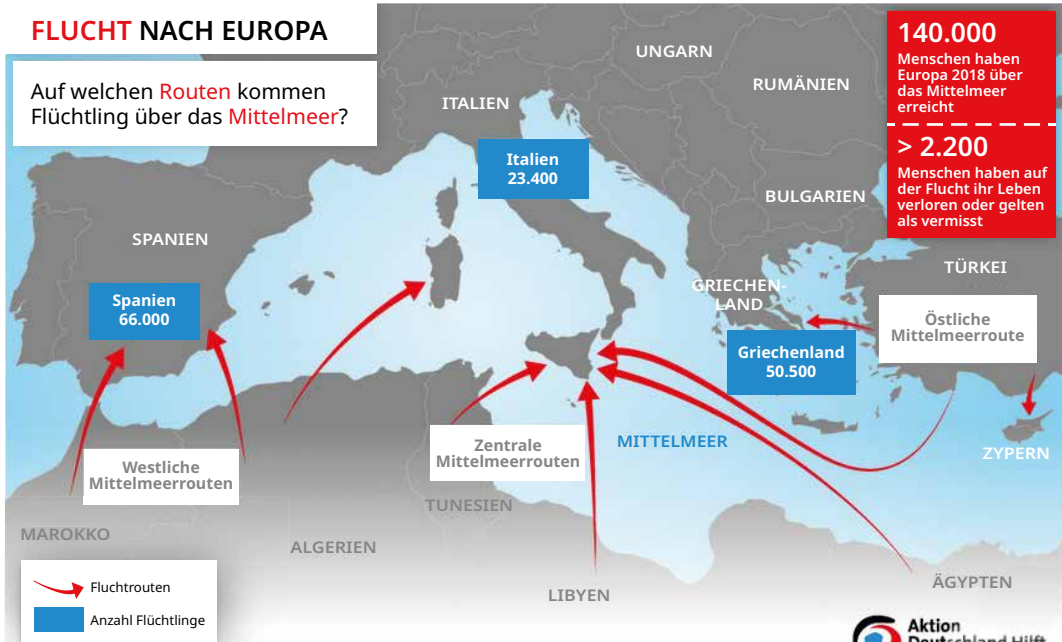 FLUCHT NACH EUROPA
Auf welchen Routen kommen
Flüchtling über das Mittelmeer?
140.000
Menschen haben
Europa 2018 über
das Mittelmeer
erreicht
> 2.200
Menschen haben auf
der Flucht ihr Leben
verloren oder gelten
als vermisst
UNGARN
RUMÄNIEN
ITALIEN
Italien
23.400
BULGARIEN
SPANIEN
Spanien
66.000
TÜRKEI
GRIECHEN-
LAND
Östliche
Mittelmeerroute
Griechenland
50.500
Westliche
Mittelmeerrouten
Zentrale
Mittelmeerrouten
MITTELMEER
ZYPERN
MAROKKO
ALGERIEN
TUNESIEN
LIBYEN
ÄGYPTEN
Fluchtrouten
Anzahl Flüchtlinge
Aktion
Deutschland Hilft